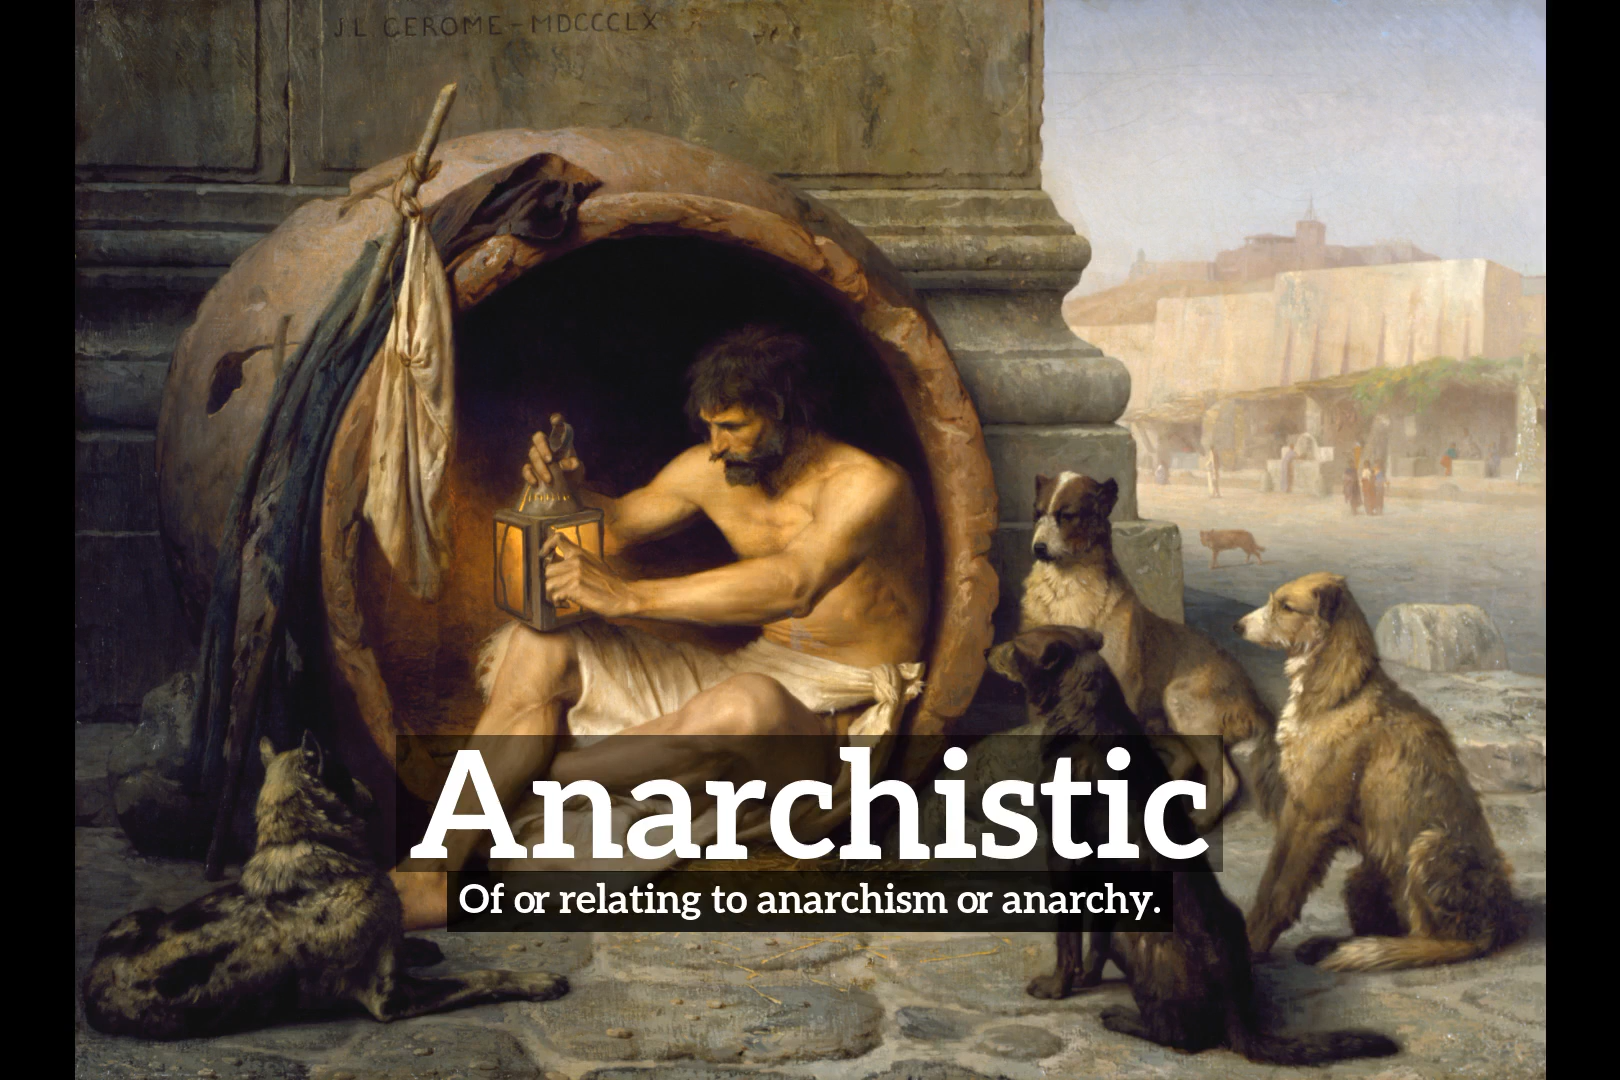 J.L GEROME - MDCCCLX
Anarchistic
Of or relating to anarchism or anarchy.